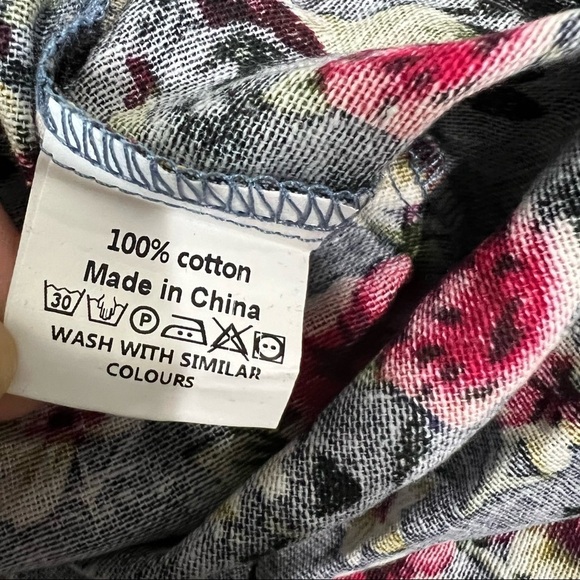 100% cotton
Made in China
30 P
WASH WITH SIMILAR
COLOURS